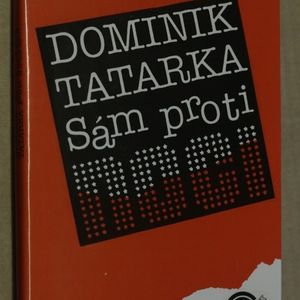 DOMINIK
TATARKA
Sám proti
noci